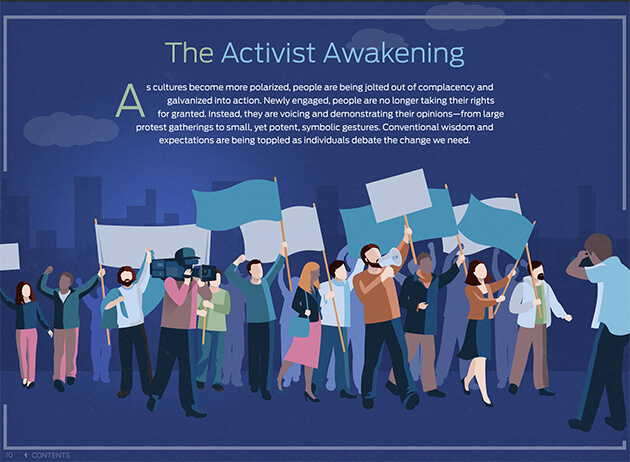 The Activist Awakening
As cultures become more polarized, people are being jolted out of complacency and
galvanized into action. Newly engaged, people are no longer taking their rights
for granted. Instead, they are voicing and demonstrating their opinions—from large
protest gatherings to small, yet potent, symbolic gestures. Conventional wisdom and
expectations are being toppled as individuals debate the change we need.
10 CONTENTS